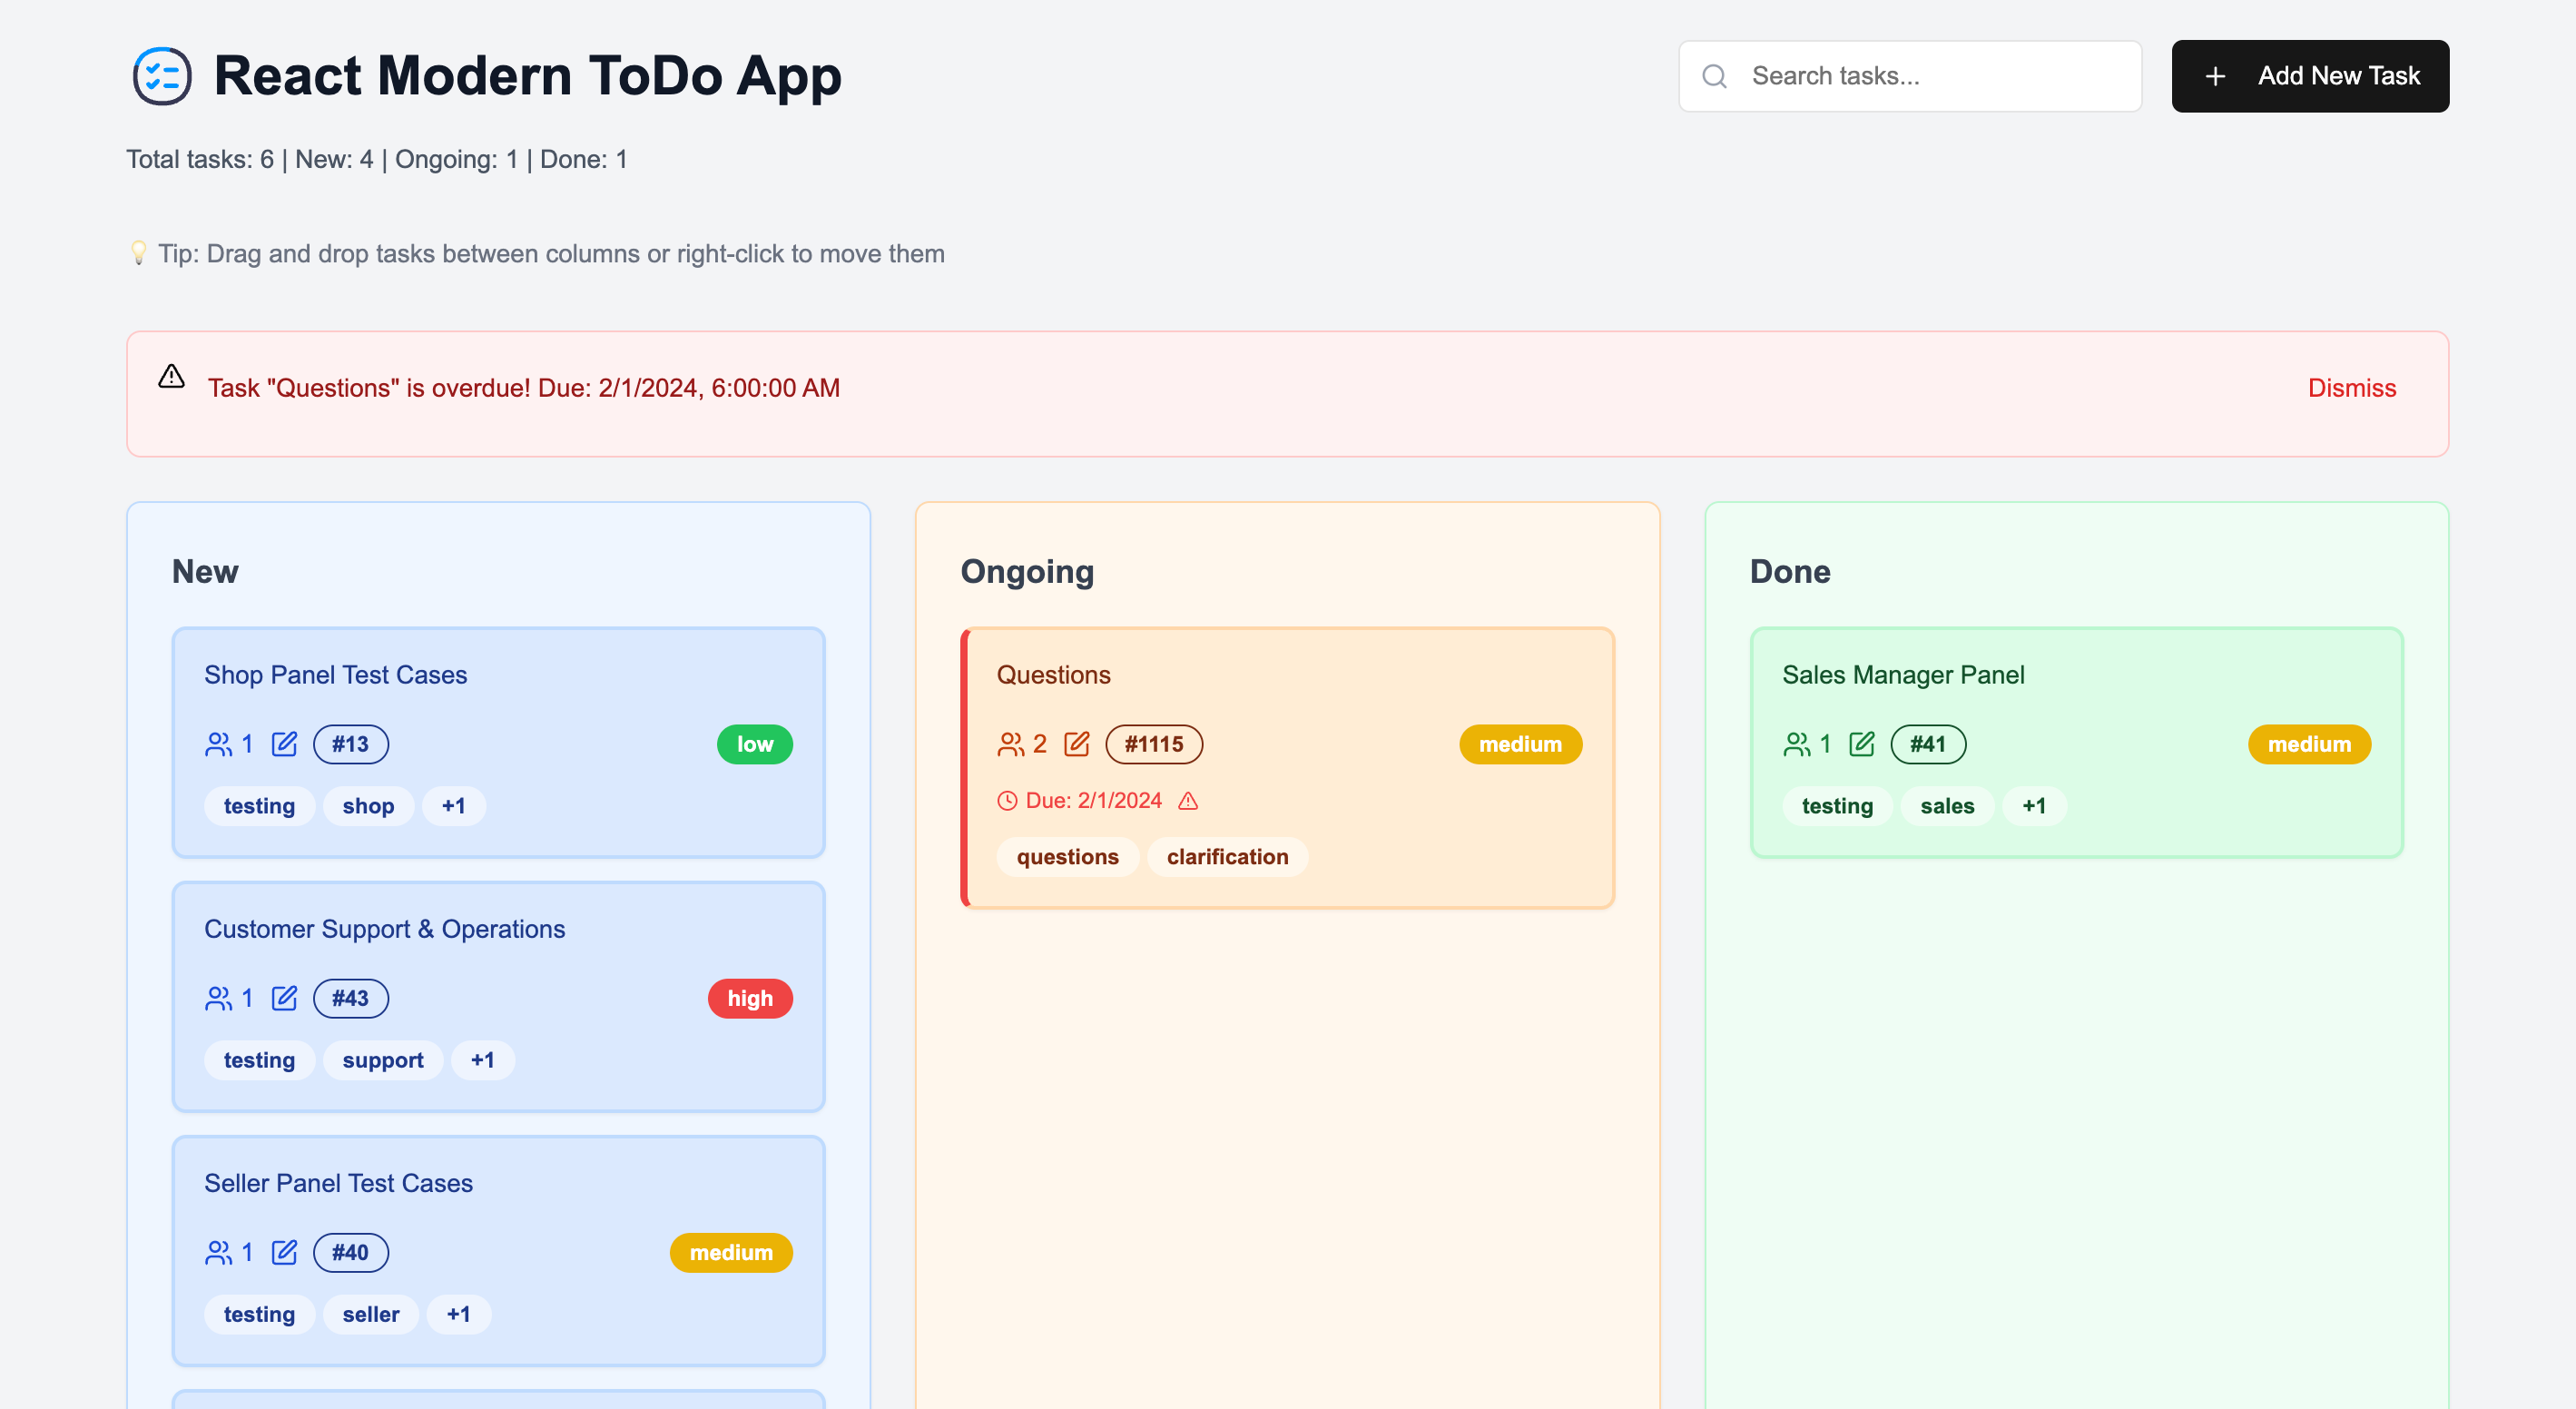 React Modern ToDo App
Search tasks...
Add New Task
Total tasks: 6 | New: 4 | Ongoing: 1 | Done: 1
💡 Tip: Drag and drop tasks between columns or right-click to move them
Task "Questions" is overdue! Due: 2/1/2024, 6:00:00 AM
Dismiss
New
Shop Panel Test Cases
1 #13 low
testing shop +1
Customer Support & Operations
1 #43 high
testing support +1
Seller Panel Test Cases
1 #40 medium
testing seller +1
Ongoing
Questions
2 #1115 medium
Due: 2/1/2024
questions clarification
Done
Sales Manager Panel
1 #41 medium
testing sales +1